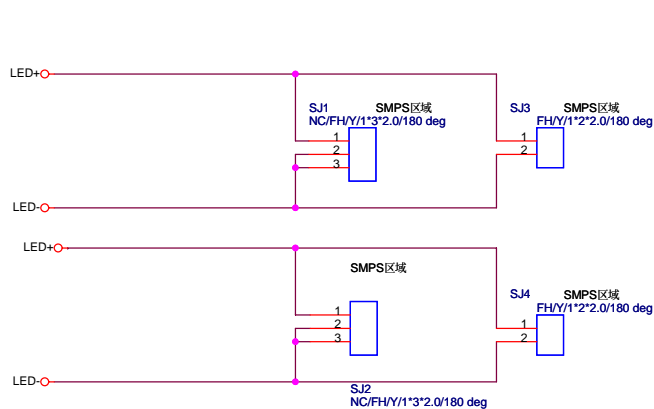 LED+
SJ1
SMPS区域
NC/FH/Y/1*3*2.0/180 deg
1
2
3
SJ3
SMPS区域
FH/Y/1*2*2.0/180 deg
1
2
LED-
LED+
SMPS区域
1
2
3
SJ2
NC/FH/Y/1*3*2.0/180 deg
SJ4
SMPS区域
FH/Y/1*2*2.0/180 deg
1
2
LED-